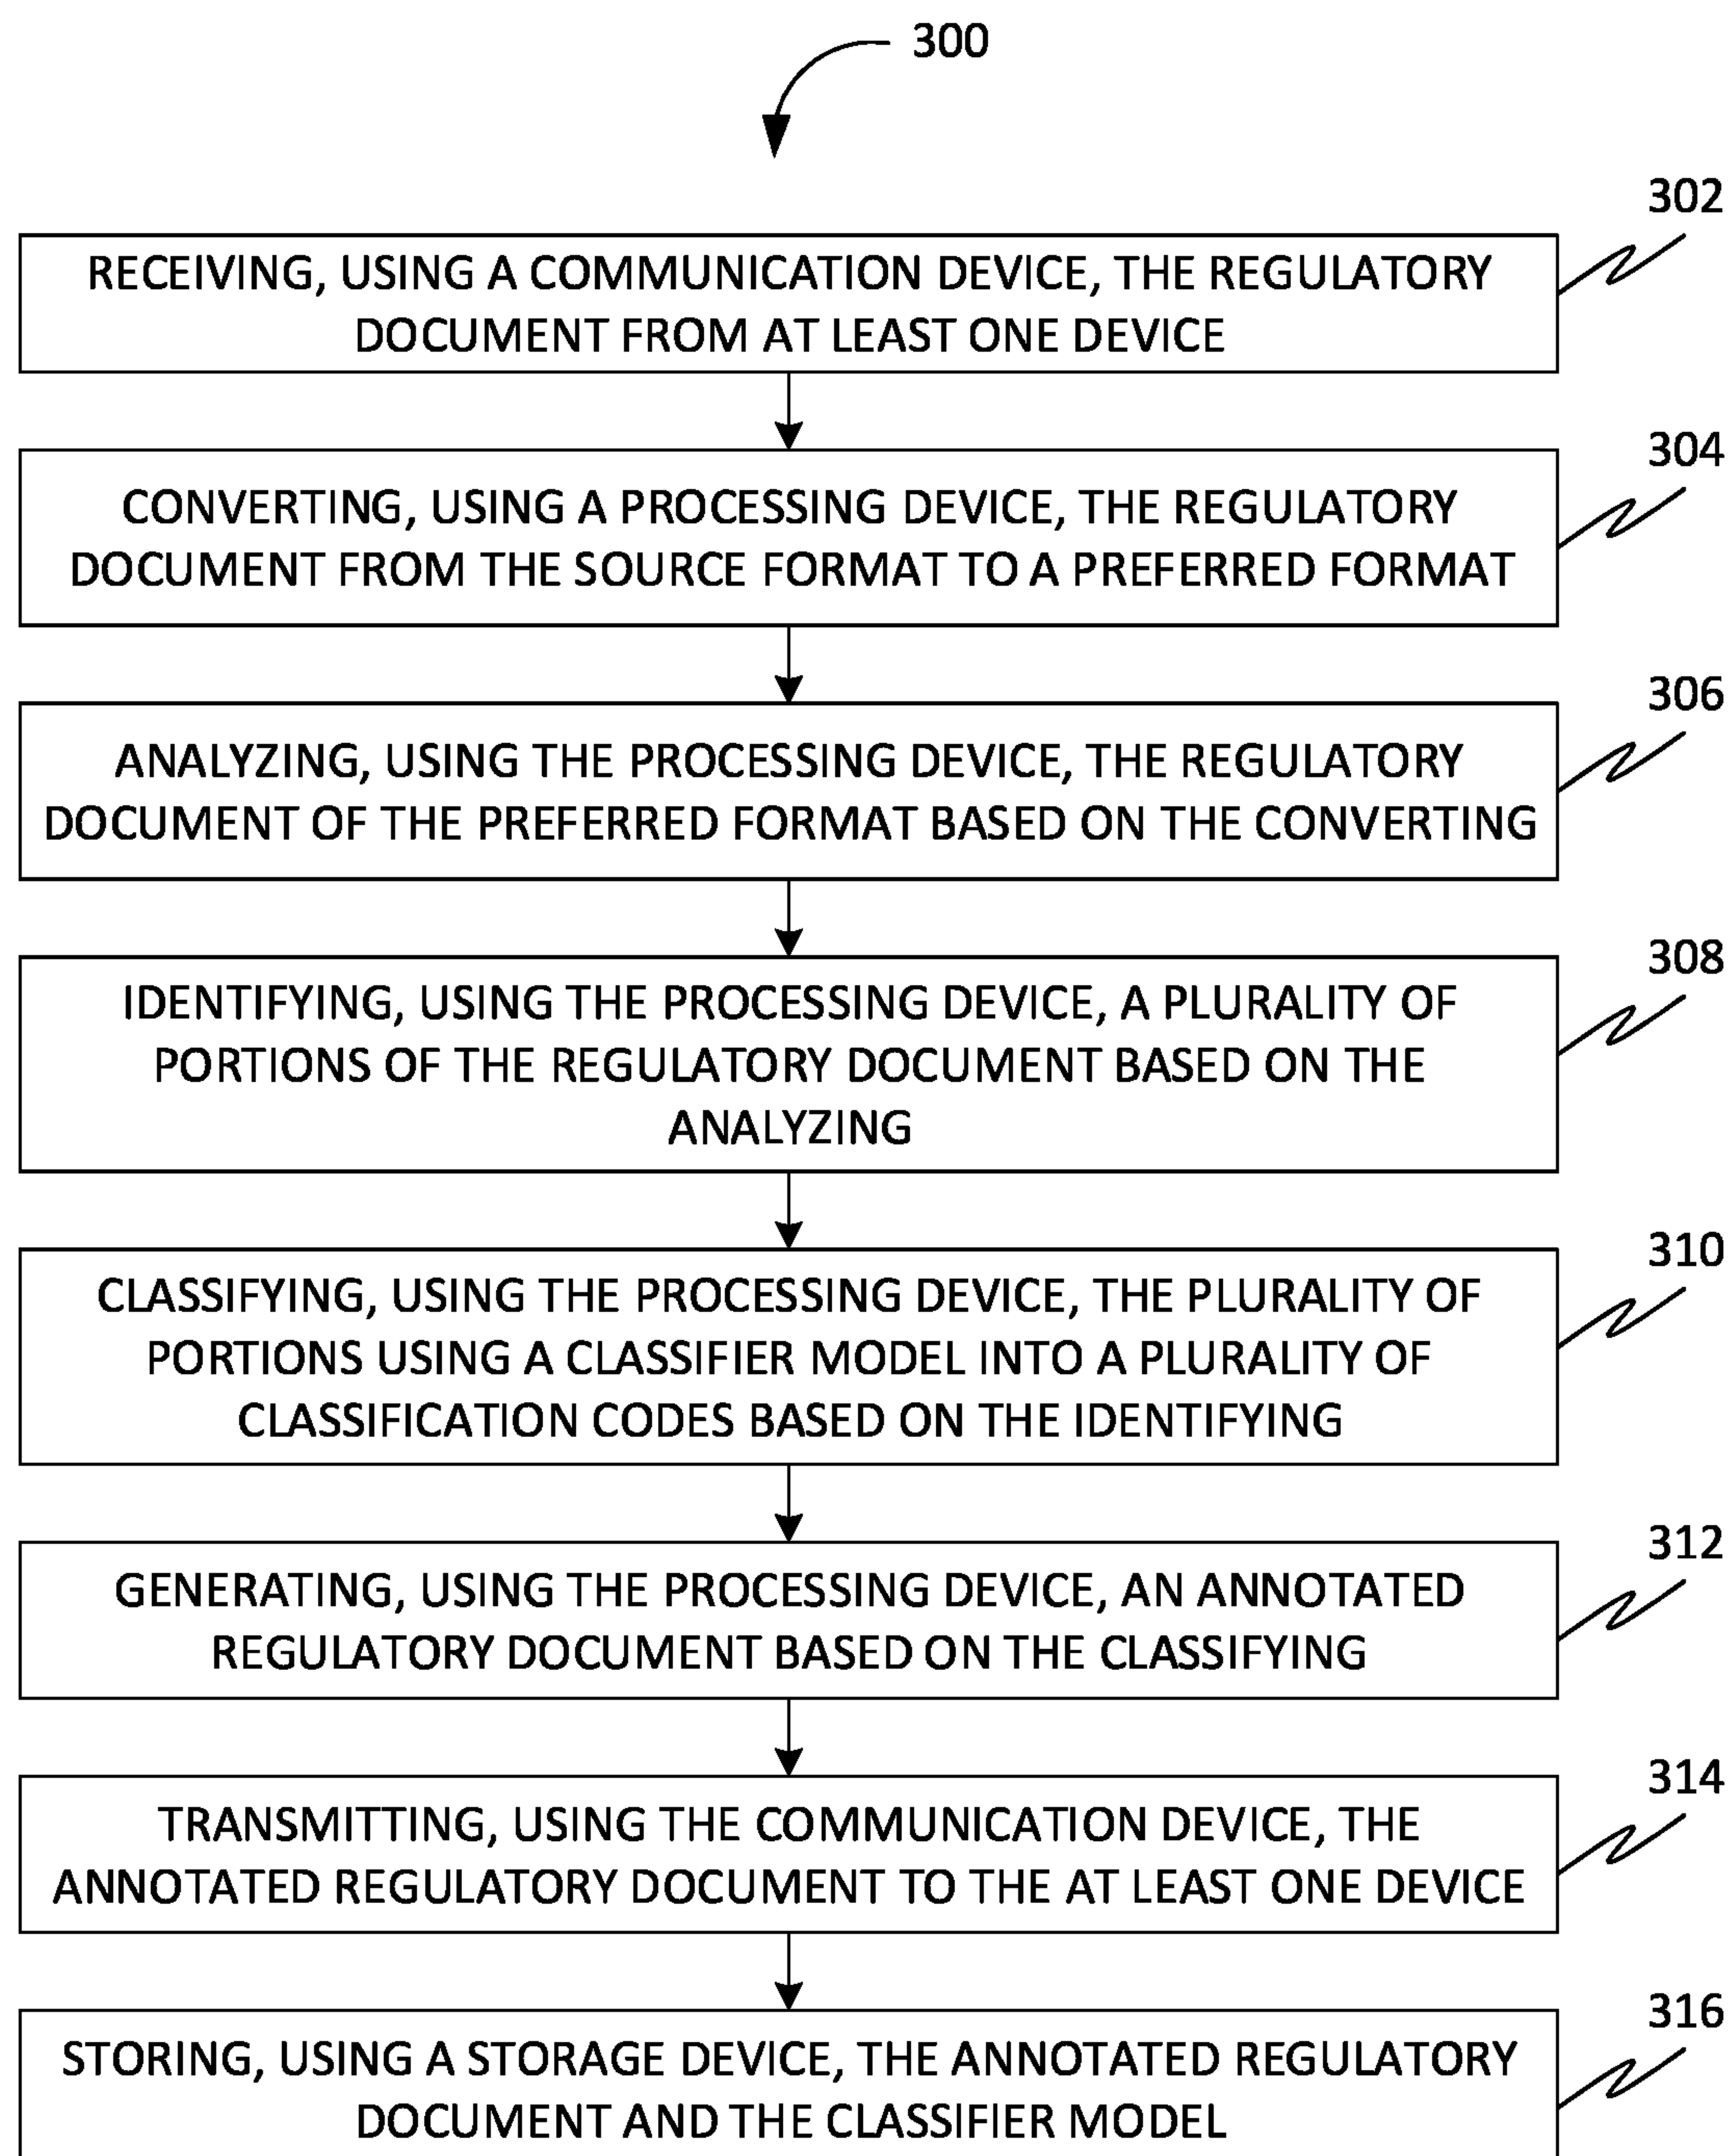 300
302
RECEIVING, USING A COMMUNICATION DEVICE, THE REGULATORY
DOCUMENT FROM AT LEAST ONE DEVICE
304
CONVERTING, USING A PROCESSING DEVICE, THE REGULATORY
DOCUMENT FROM THE SOURCE FORMAT TO A PREFERRED FORMAT
306
ANALYZING, USING THE PROCESSING DEVICE, THE REGULATORY
DOCUMENT OF THE PREFERRED FORMAT BASED ON THE CONVERTING
308
IDENTIFYING, USING THE PROCESSING DEVICE, A PLURALITY OF
PORTIONS OF THE REGULATORY DOCUMENT BASED ON THE
ANALYZING
310
CLASSIFYING, USING THE PROCESSING DEVICE, THE PLURALITY OF
PORTIONS USING A CLASSIFIER MODEL INTO A PLURALITY OF
CLASSIFICATION CODES BASED ON THE IDENTIFYING
312
GENERATING, USING THE PROCESSING DEVICE, AN ANNOTATED
REGULATORY DOCUMENT BASED ON THE CLASSIFYING
314
TRANSMITTING, USING THE COMMUNICATION DEVICE, THE
ANNOTATED REGULATORY DOCUMENT TO THE AT LEAST ONE DEVICE
316
STORING, USING A STORAGE DEVICE, THE ANNOTATED REGULATORY
DOCUMENT AND THE CLASSIFIER MODEL